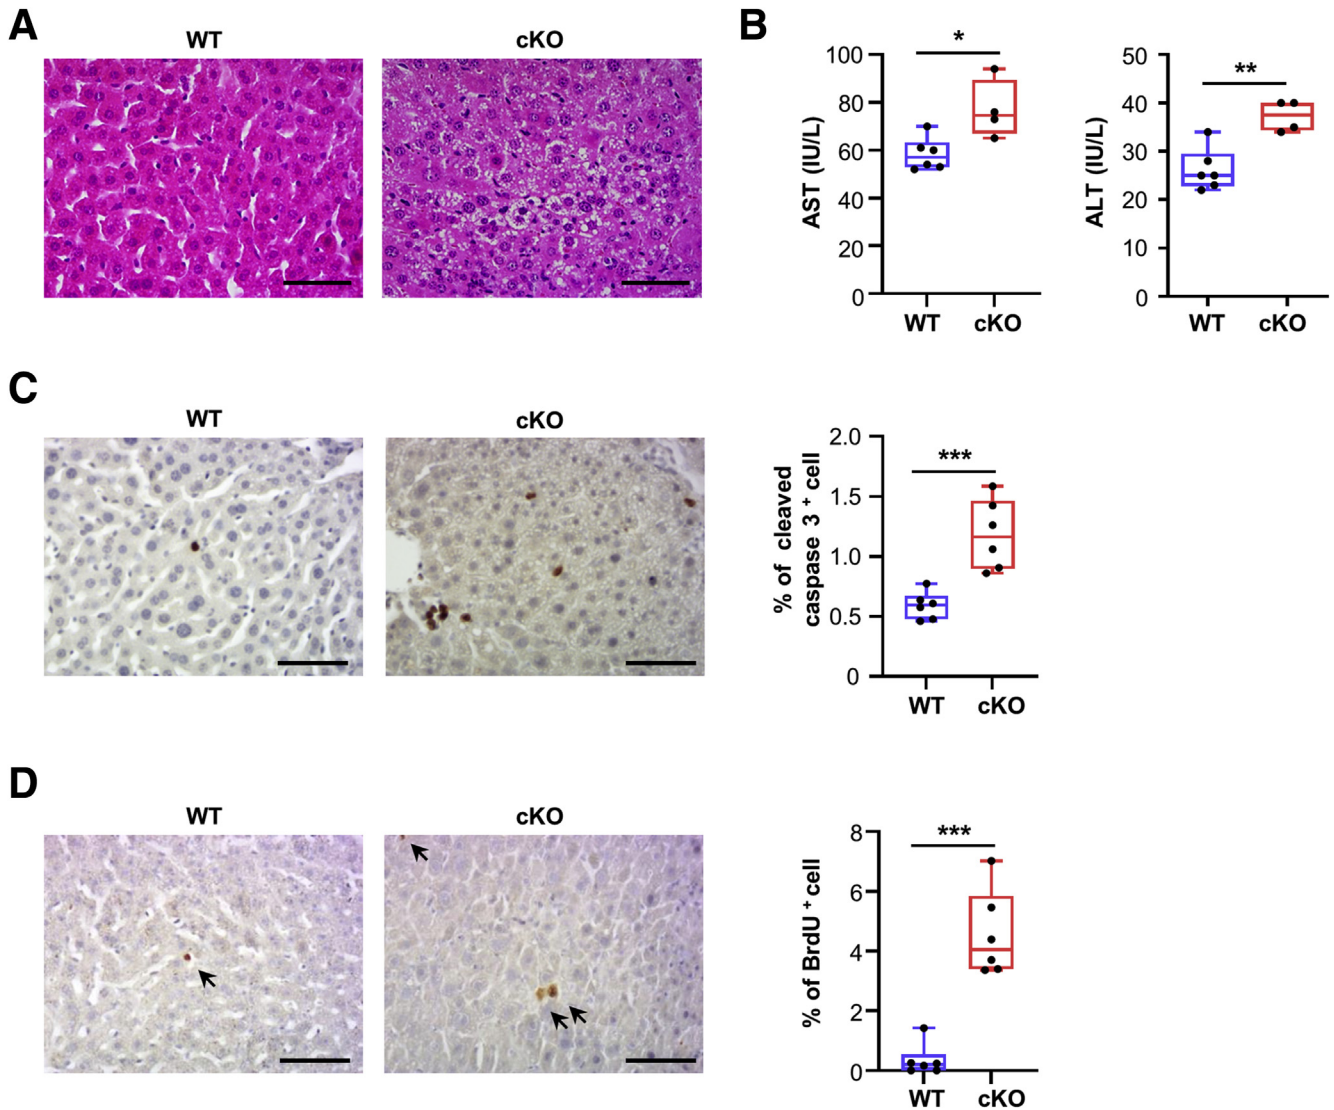 A
WT
cKO
B
AST (IU/L)
100
80
60
40
20
0
*
WT
cKO
ALT (IU/L)
50
40
30
20
10
0
**
WT
cKO
C
WT
cKO
% of cleaved
caspase 3 + cell
2.0
1.5
1.0
0.5
0
***
WT
cKO
D
WT
cKO
% of BrdU + cell
8
6
4
2
0
***
WT
cKO